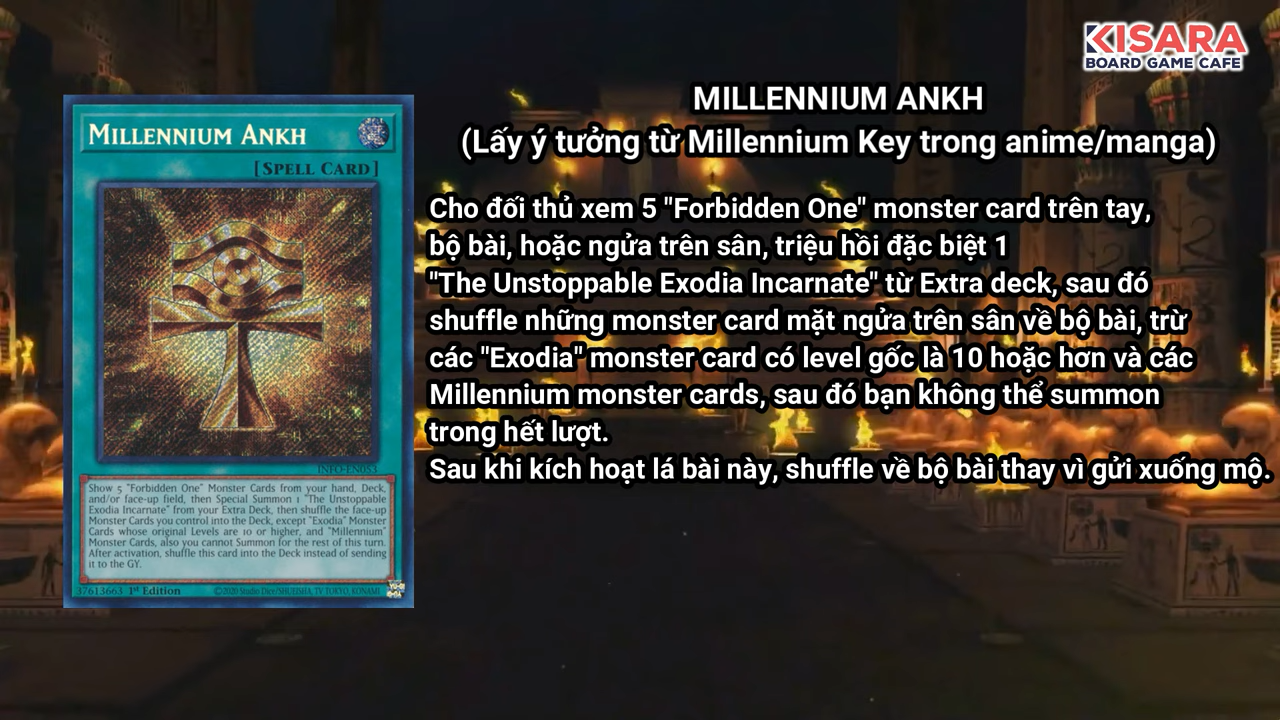 KISARA
BOARD GAME CAFE
MILLENNIUM ANKH
(Lấy ý tưởng từ Millennium Key trong anime/manga)
Cho đối thủ xem 5 "Forbidden One" monster card trên tay,
bộ bài, hoặc ngửa trên sân, triệu hồi đặc biệt 1
"The Unstoppable Exodia Incarnate" từ Extra deck, sau đó
shuffle những monster card mặt ngửa trên sân về bộ bài, trừ
các "Exodia" monster card có level gốc là 10 hoặc hơn và các
Millennium monster cards, sau đó bạn không thể summon
trong hết lượt.
Sau khi kích hoạt lá bài này, shuffle về bộ bài thay vì gửi xuống mộ.
Millennium Ankh
[Spell Card]
INFO-EN053
Show 5 "Forbidden One" Monster Cards from your hand, Deck,
and/or face-up field, then Special Summon 1 "The Unstoppable
Exodia Incarnate" from your Extra Deck, then shuffle the face-up
Monster Cards you control into the Deck, except "Exodia" Monster
Cards whose original Levels are 10 or higher, and "Millennium"
Monster Cards, also you cannot Summon for the rest of this turn.
After activation, shuffle this card into the Deck instead of sending
it to the GY.
37613663 1st Edition
©2020 Studio Dice/SHUEISHA, TV TOKYO, KONAMI